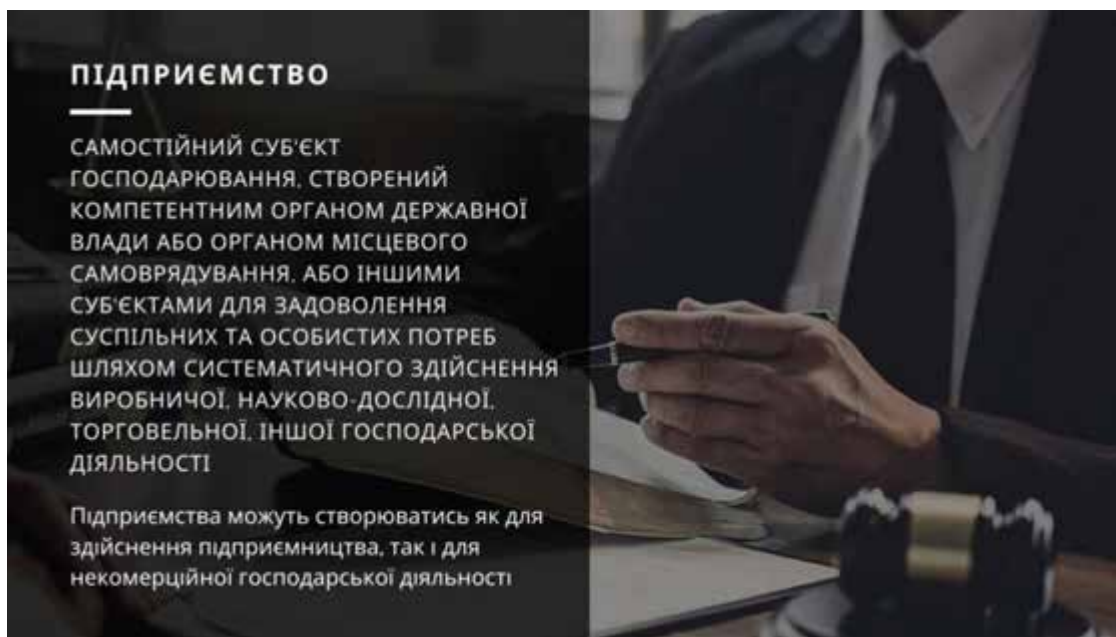 ПІДПРИЄМСТВО
САМОСТІЙНИЙ СУБ'ЄКТ
ГОСПОДАРЮВАННЯ, СТВОРЕНИЙ
КОМПЕТЕНТНИМ ОРГАНОМ ДЕРЖАВНОЇ
ВЛАДИ АБО ОРГАНОМ МІСЦЕВОГО
САМОВРЯДУВАННЯ, АБО ІНШИМИ
СУБ'ЄКТАМИ ДЛЯ ЗАДОВОЛЕННЯ
СУСПІЛЬНИХ ТА ОСОБИСТИХ ПОТРЕБ
ШЛЯХОМ СИСТЕМАТИЧНОГО ЗДІЙСНЕННЯ
ВИРОБНИЧОЇ, НАУКОВО-ДОСЛІДНОЇ,
ТОРГОВЕЛЬНОЇ, ІНШОЇ ГОСПОДАРСЬКОЇ
ДІЯЛЬНОСТІ
Підприємства можуть створюватись як для
здійснення підприємництва, так і для
некомерційної господарської діяльності